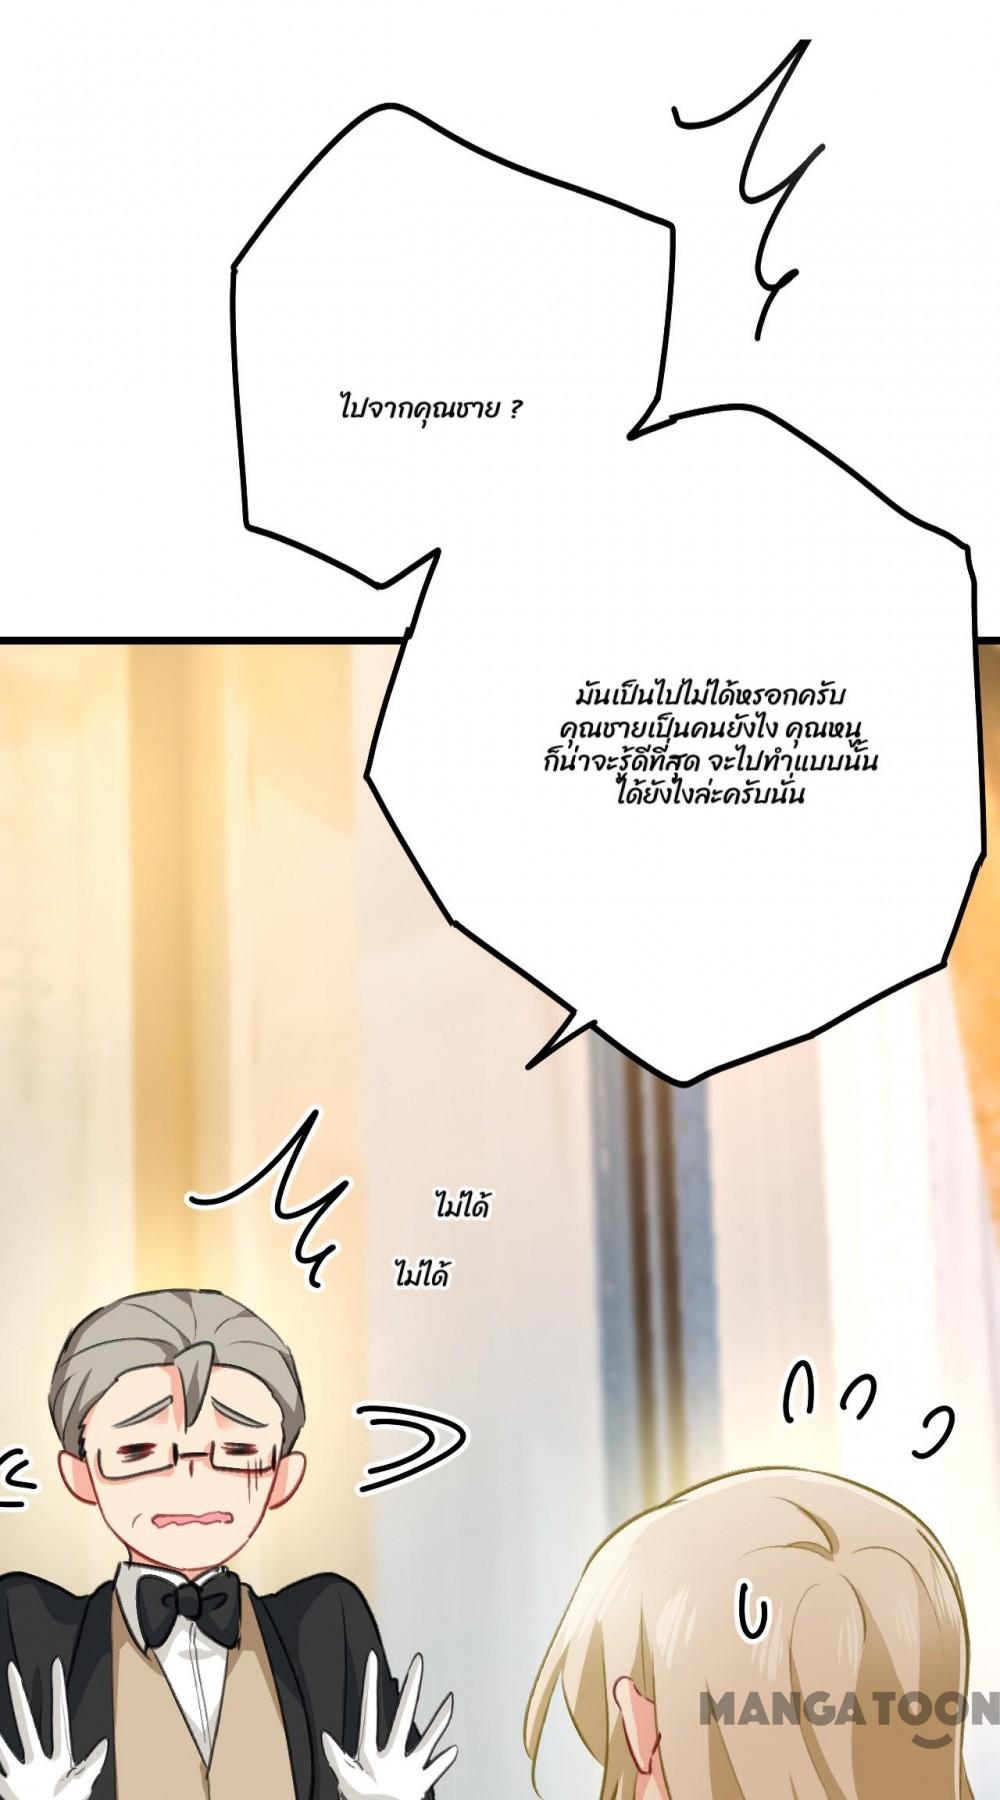 ไปจากคุณชาย ?
มันเป็นไปไม่ได้หรอกครับ
คุณชายเป็นคนยังไง คุณหนู
ก็น่าจะรู้ดีที่สุด จะไปทำแบบนั้น
ได้ยังไงล่ะครับนั่น
ไม่ได้
ไม่ได้
MANGATOON